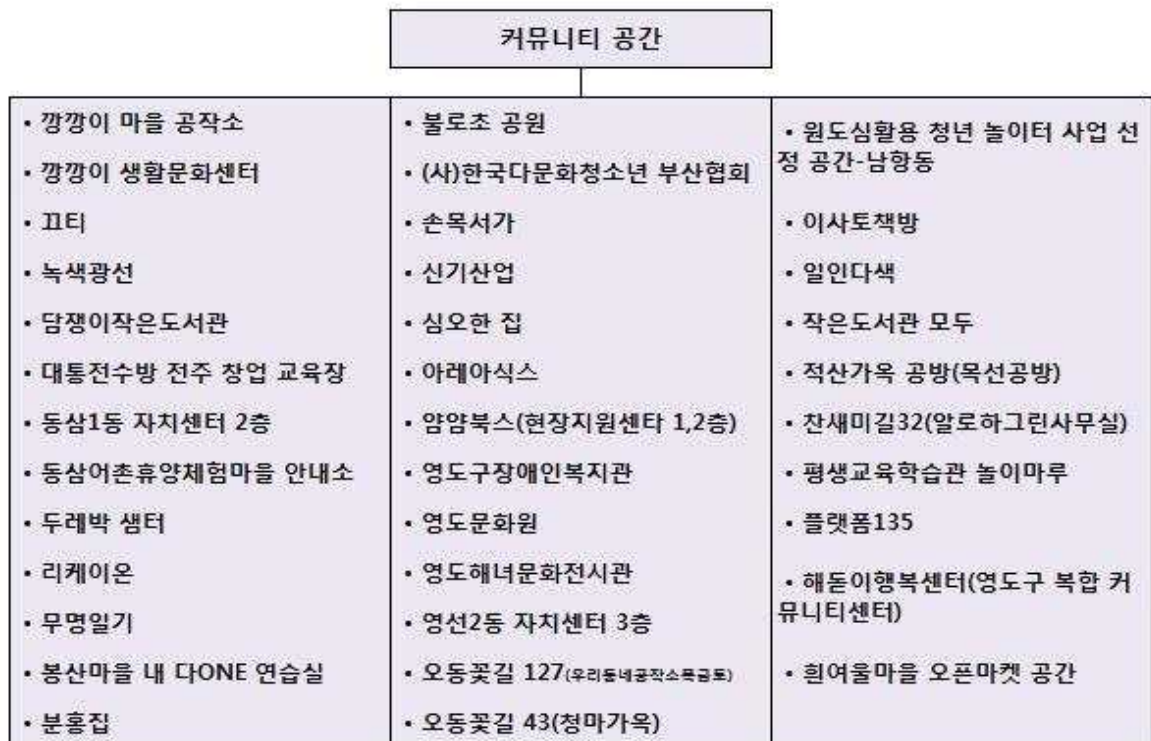 커뮤니티 공간
• 깡깡이 마을 공작소
• 깡깡이 생활문화센터
• 끄티
• 녹색광선
• 담쟁이작은도서관
• 대통전수방 전주 창업 교육장
• 동삼1동 자치센터 2층
• 동삼어촌휴양체험마을 안내소
• 두레박 샘터
• 리케이온
• 무명일기
• 봉산마을 내 다ONE 연습실
• 분홍집
• 불로초 공원
• (사)한국다문화청소년 부산협회
• 손목서가
• 신기산업
• 심오한 집
• 아레아식스
• 얌얌북스(현장지원센타 1,2층)
• 영도구장애인복지관
• 영도문화원
• 영도해녀문화전시관
• 영선2동 자치센터 3층
• 오동꽃길 127(우리동네공작소목금토)
• 오동꽃길 43(청마가옥)
• 원도심활용 청년 놀이터 사업 선
정 공간-남항동
• 이사토책방
• 일인다색
• 작은도서관 모두
• 적산가옥 공방(목선공방)
• 찬새미길32(알로하그린사무실)
• 평생교육학습관 놀이마루
• 플랫폼135
• 해돋이행복센터(영도구 복합 커
뮤니티센터)
• 흰여울마을 오픈마켓 공간